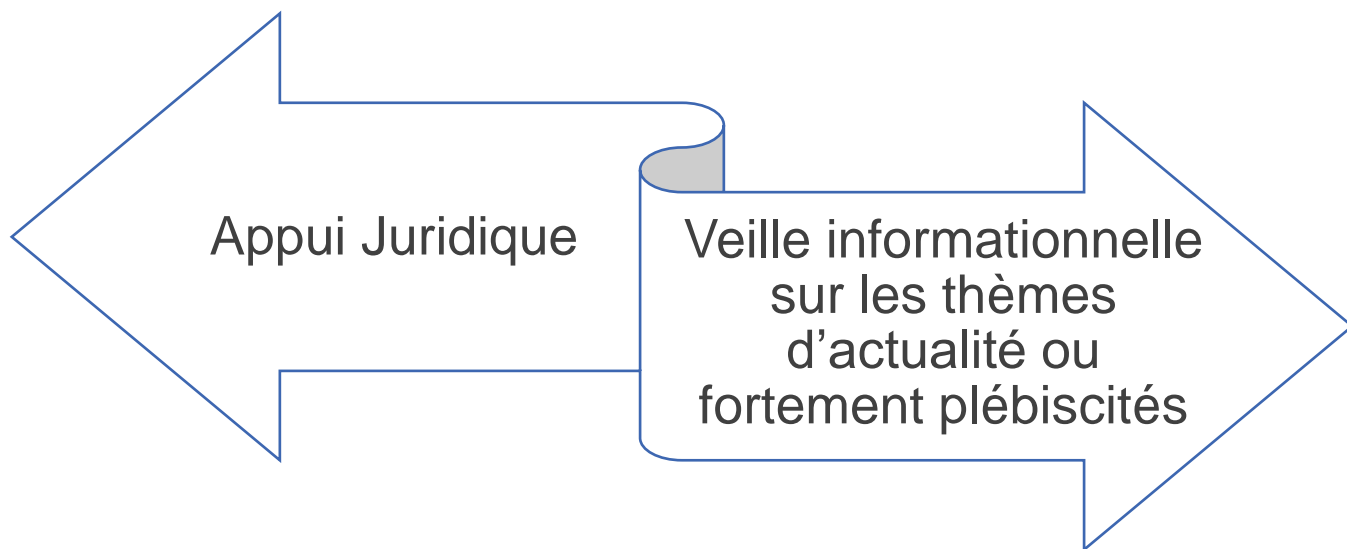 Appui Juridique
Veille informationnelle
sur les thèmes
d’actualité ou
fortement plébiscités